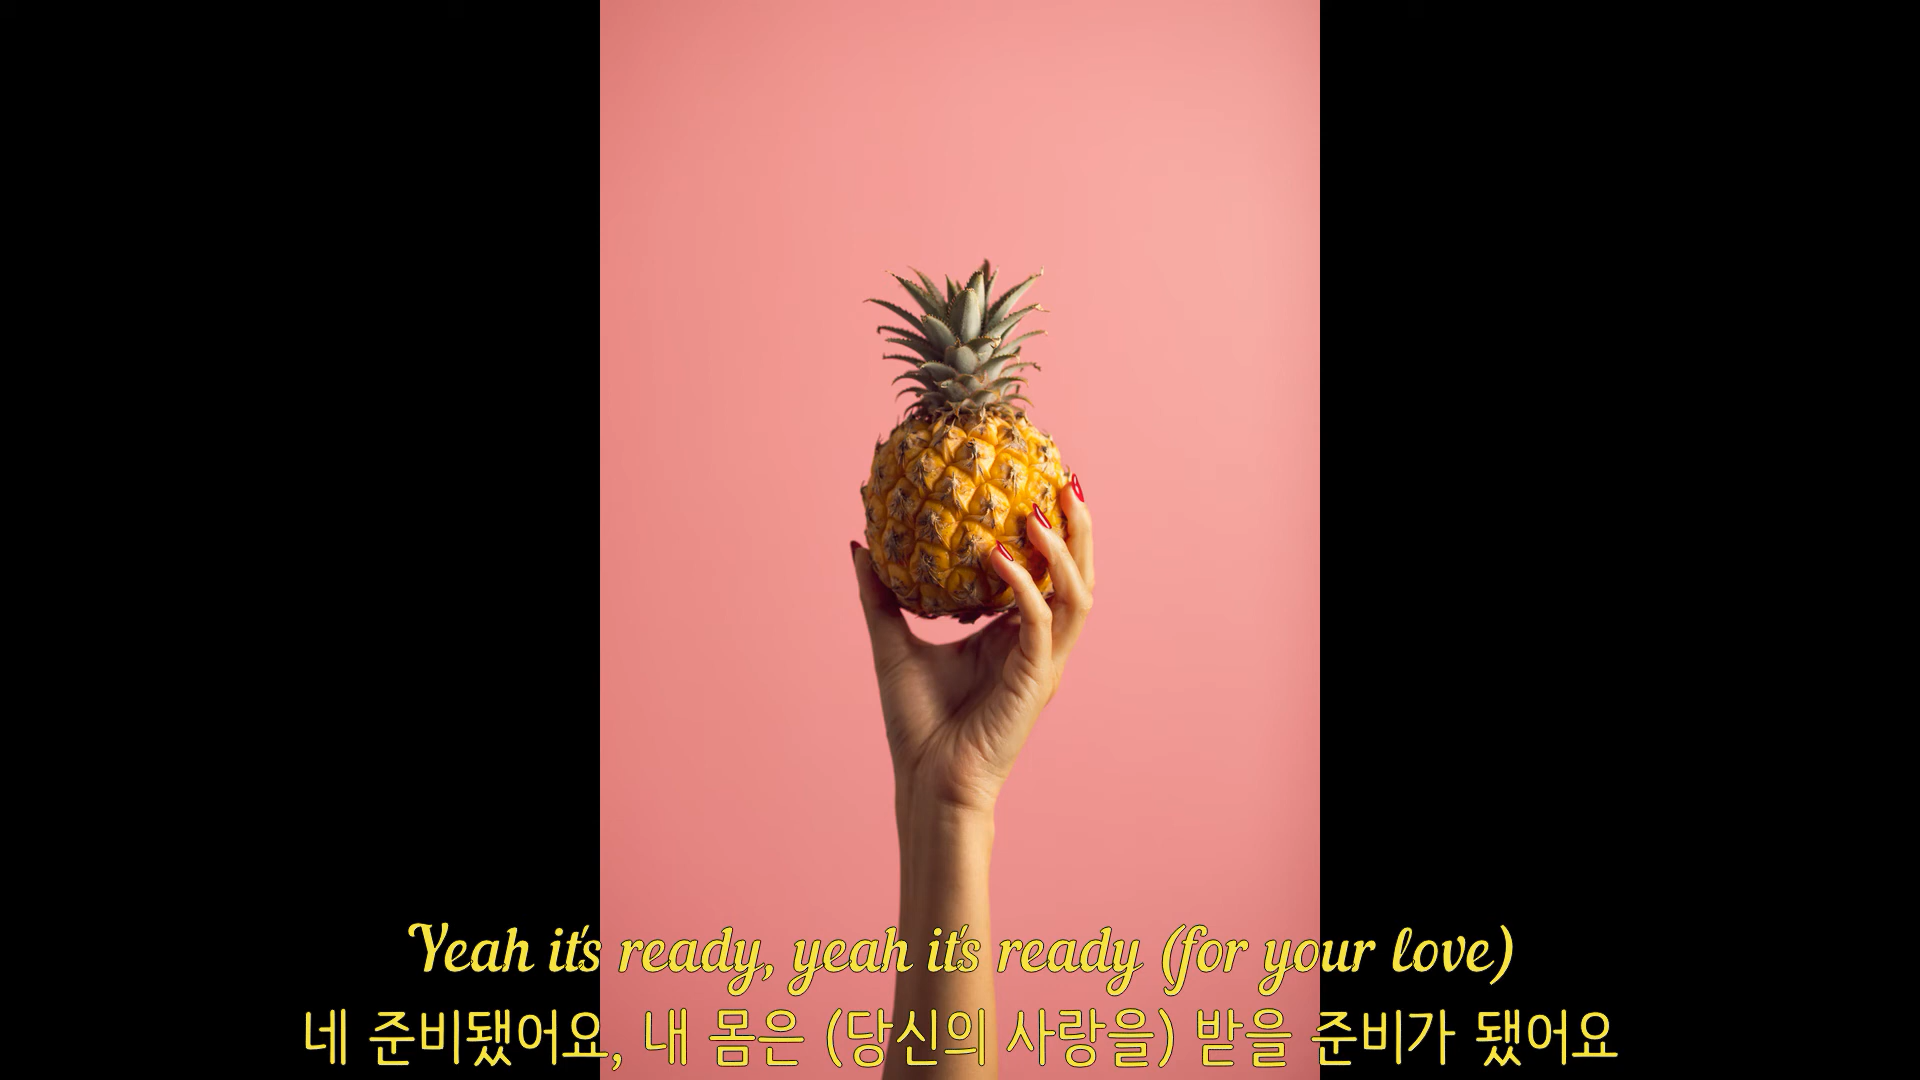 Yeah it's ready, yeah it's ready (for your love)
네 준비됐어요, 내 몸은 (당신의 사랑을) 받을 준비가 됐어요